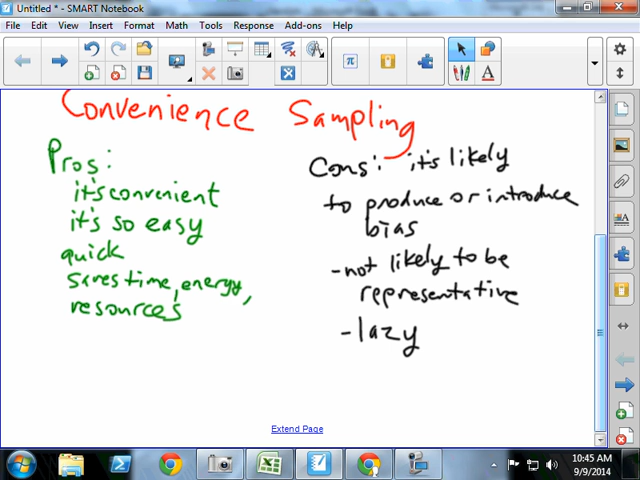 Untitled * - SMART Notebook
File Edit View Insert Format Tools Math Response Add-ons Help
Convenience Sampling
Pros:
it's convenient
it's so easy
quick
saves time, energy,
resources
Cons: it's likely
to produce or introduce
bias
- not likely to be
representative
- lazy
Extend Page
10:45 AM
9/9/2014